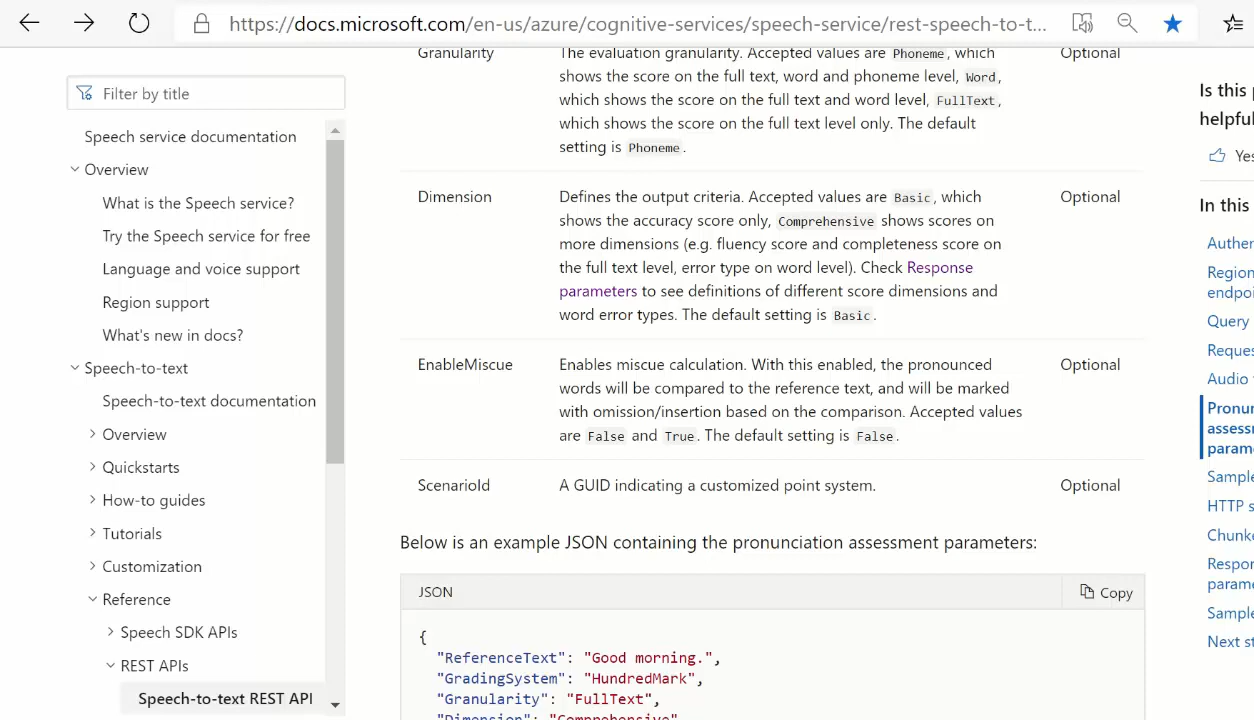 https://docs.microsoft.com/en-us/azure/cognitive-services/speech-service/rest-speech-to-t...
Filter by title
Speech service documentation
Overview
What is the Speech service?
Try the Speech service for free
Language and voice support
Region support
What's new in docs?
Speech-to-text
Speech-to-text documentation
Overview
Quickstarts
How-to guides
Tutorials
Customization
Reference
Speech SDK APIs
REST APIs
Speech-to-text REST API
Granularity The evaluation granularity. Accepted values are Phoneme, which Optional
shows the score on the full text, word and phoneme level, Word,
which shows the score on the full text and word level, FullText,
which shows the score on the full text level only. The default
setting is Phoneme.
Dimension Defines the output criteria. Accepted values are Basic, which Optional
shows the accuracy score only, Comprehensive shows scores on
more dimensions (e.g. fluency score and completeness score on
the full text level, error type on word level). Check Response
parameters to see definitions of different score dimensions and
word error types. The default setting is Basic.
EnableMiscue Enables miscue calculation. With this enabled, the pronounced Optional
words will be compared to the reference text, and will be marked
with omission/insertion based on the comparison. Accepted values
are False and True. The default setting is False.
ScenarioId A GUID indicating a customized point system. Optional
Below is an example JSON containing the pronunciation assessment parameters:
JSON Copy
{
"ReferenceText": "Good morning.",
"GradingSystem": "HundredMark",
"Granularity": "FullText",
"Dimension": "Comprehensive"
Is this p
helpful
Yes
In this
Authen
Region
endpoi
Query
Reques
Audio
Pronun
assessn
parame
Sample
HTTP s
Chunke
Respon
parame
Sample
Next st